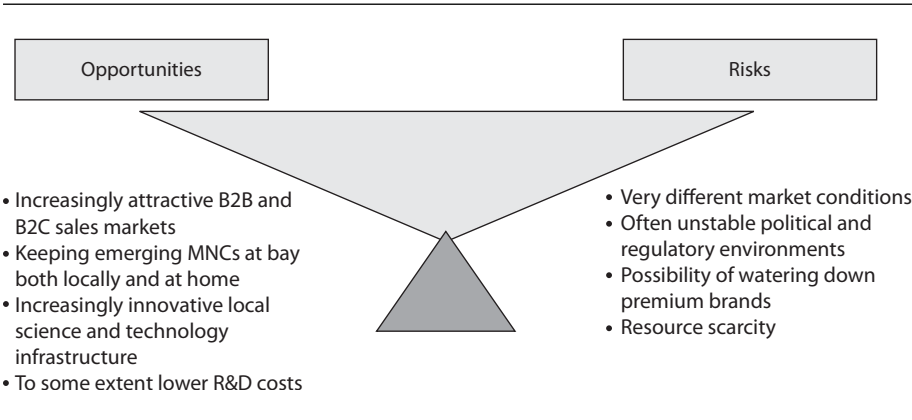 Opportunities
Risks
• Increasingly attractive B2B and
B2C sales markets
• Keeping emerging MNCs at bay
both locally and at home
• Increasingly innovative local
science and technology
infrastructure
• To some extent lower R&D costs
• Very different market conditions
• Often unstable political and
regulatory environments
• Possibility of watering down
premium brands
• Resource scarcity